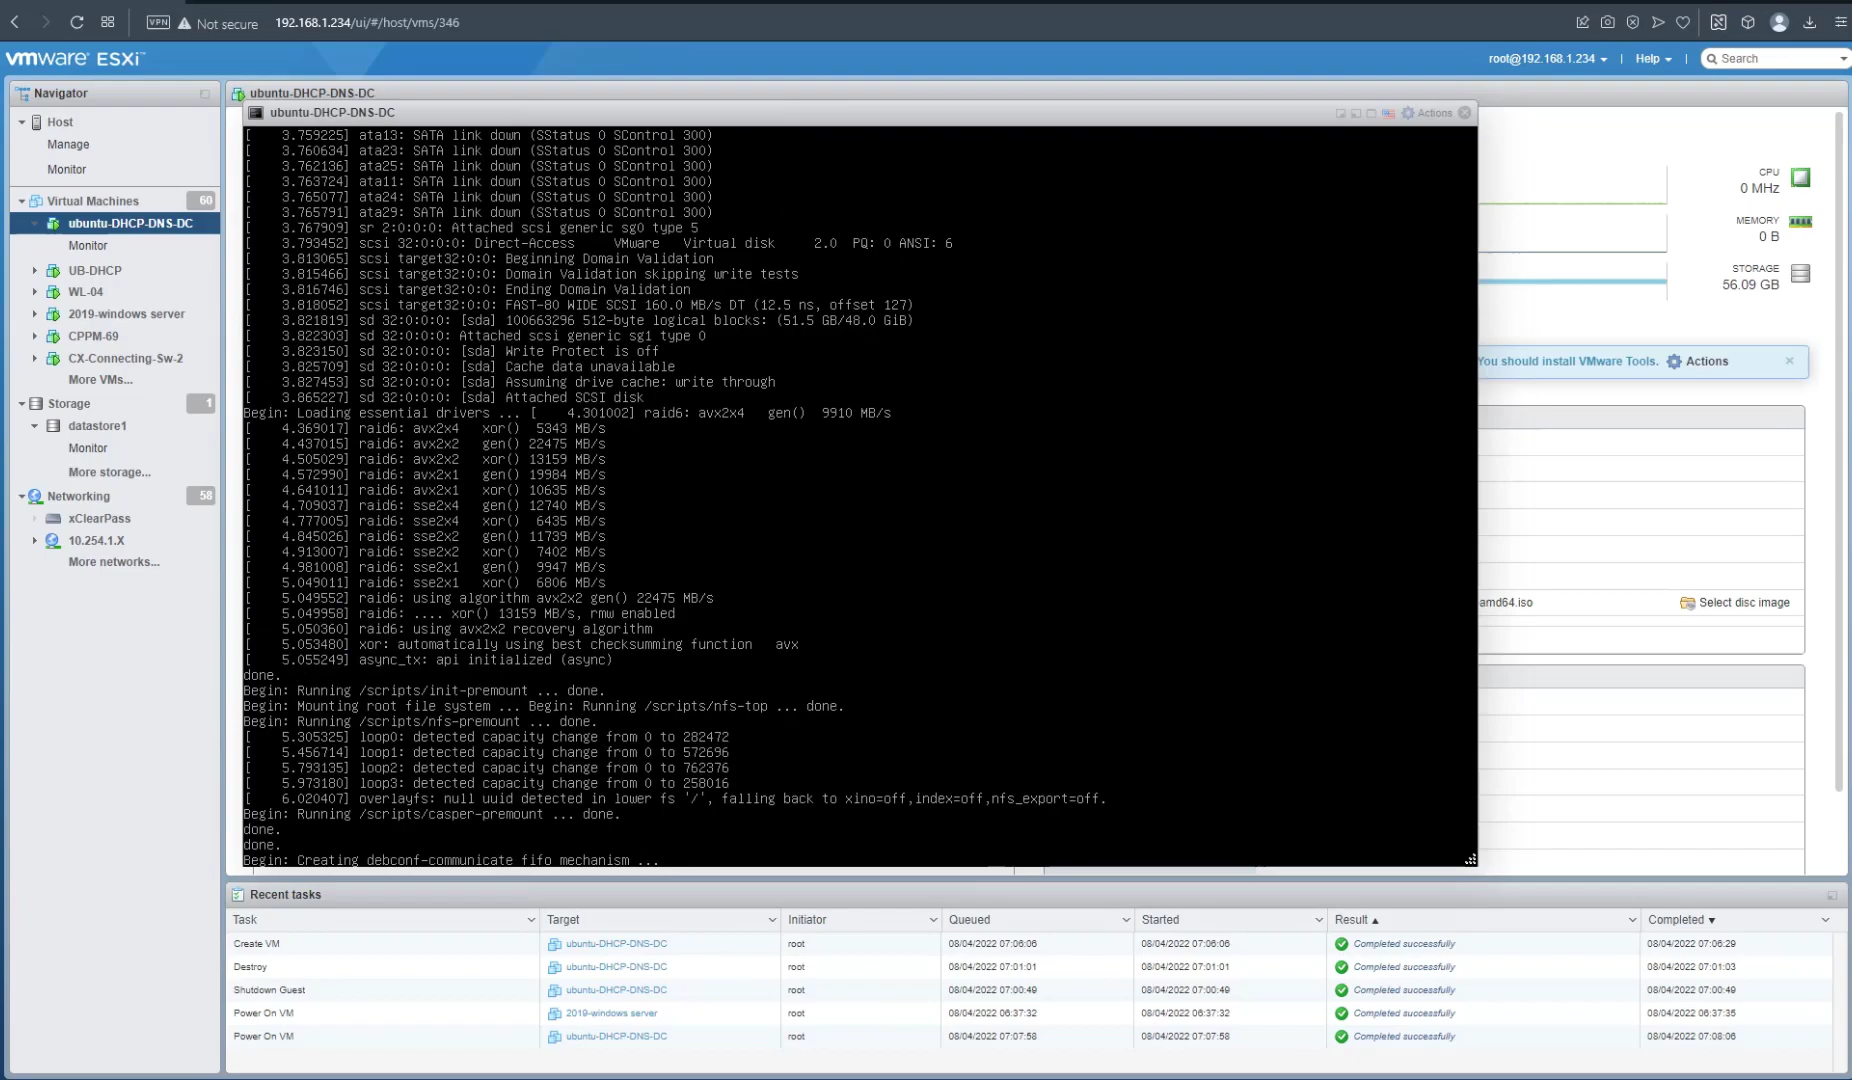 VPN Not secure 192.168.1.234/ui/#/host/vms/346
vmware ESXi™
root@192.168.1.234 | Help | Search
Navigator
Host
Manage
Monitor
Virtual Machines 60
ubuntu-DHCP-DNS-DC
Monitor
UB-DHCP
WL-04
2019-windows server
CPPM-69
CX-Connecting-Sw-2
More VMs...
Storage 1
datastore1
Monitor
More storage...
Networking 58
xClearPass
10.254.1.X
More networks...
ubuntu-DHCP-DNS-DC
ubuntu-DHCP-DNS-DC Actions
[ 3.759225] ata13: SATA link down (SStatus 0 SControl 300)
[ 3.760634] ata23: SATA link down (SStatus 0 SControl 300)
[ 3.762136] ata25: SATA link down (SStatus 0 SControl 300)
[ 3.763724] ata11: SATA link down (SStatus 0 SControl 300)
[ 3.765077] ata24: SATA link down (SStatus 0 SControl 300)
[ 3.765791] ata29: SATA link down (SStatus 0 SControl 300)
[ 3.767909] sr 2:0:0:0: Attached scsi generic sg0 type 5
[ 3.793452] scsi 32:0:0:0: Direct-Access VMware Virtual disk 2.0 PQ: 0 ANSI: 6
[ 3.813065] scsi target32:0:0: Beginning Domain Validation
[ 3.815466] scsi target32:0:0: Domain Validation skipping write tests
[ 3.816746] scsi target32:0:0: Ending Domain Validation
[ 3.818052] scsi target32:0:0: FAST-80 WIDE SCSI 160.0 MB/s DT (12.5 ns, offset 127)
[ 3.821819] sd 32:0:0:0: [sda] 100663296 512-byte logical blocks: (51.5 GB/48.0 GiB)
[ 3.822303] sd 32:0:0:0: Attached scsi generic sg1 type 0
[ 3.823150] sd 32:0:0:0: [sda] Write Protect is off
[ 3.825709] sd 32:0:0:0: [sda] Cache data unavailable
[ 3.827453] sd 32:0:0:0: [sda] Assuming drive cache: write through
[ 3.865227] sd 32:0:0:0: [sda] Attached SCSI disk
Begin: Loading essential drivers ... [ 4.301002] raid6: avx2x4 gen() 9910 MB/s
[ 4.369017] raid6: avx2x4 xor() 5343 MB/s
[ 4.437015] raid6: avx2x2 gen() 22475 MB/s
[ 4.505029] raid6: avx2x2 xor() 13159 MB/s
[ 4.572990] raid6: avx2x1 gen() 19984 MB/s
[ 4.641011] raid6: avx2x1 xor() 10635 MB/s
[ 4.709037] raid6: sse2x4 gen() 12740 MB/s
[ 4.777005] raid6: sse2x4 xor() 6435 MB/s
[ 4.845026] raid6: sse2x2 gen() 11739 MB/s
[ 4.913007] raid6: sse2x2 xor() 7402 MB/s
[ 4.981008] raid6: sse2x1 gen() 9947 MB/s
[ 5.049011] raid6: sse2x1 xor() 6806 MB/s
[ 5.049552] raid6: using algorithm avx2x2 gen() 22475 MB/s
[ 5.049958] raid6: .... xor() 13159 MB/s, rmw enabled
[ 5.050360] raid6: using avx2x2 recovery algorithm
[ 5.053480] xor: automatically using best checksumming function avx
[ 5.055249] async_tx: api initialized (async)
done.
Begin: Running /scripts/init-premount ... done.
Begin: Mounting root file system ... Begin: Running /scripts/nfs-top ... done.
Begin: Running /scripts/nfs-premount ... done.
[ 5.305325] loop0: detected capacity change from 0 to 282472
[ 5.456714] loop1: detected capacity change from 0 to 572696
[ 5.793135] loop2: detected capacity change from 0 to 762376
[ 5.973180] loop3: detected capacity change from 0 to 258016
[ 6.020407] overlayfs: null uuid detected in lower fs '/', falling back to xino=off,index=off,nfs_export=off.
Begin: Running /scripts/casper-premount ... done.
done.
done.
Begin: Creating debconf-communicate fifo mechanism ...
CPU
0 MHz
MEMORY
0 B
STORAGE
56.09 GB
You should install VMware Tools. Actions
amd64.iso Select disc image
Recent tasks
Task Target Initiator Queued Started Result ▲ Completed ▼
Create VM ubuntu-DHCP-DNS-DC root 08/04/2022 07:06:06 08/04/2022 07:06:06 Completed successfully 08/04/2022 07:06:29
Destroy ubuntu-DHCP-DNS-DC root 08/04/2022 07:01:01 08/04/2022 07:01:01 Completed successfully 08/04/2022 07:01:03
Shutdown Guest ubuntu-DHCP-DNS-DC root 08/04/2022 07:00:49 08/04/2022 07:00:49 Completed successfully 08/04/2022 07:00:49
Power On VM 2019-windows server root 08/04/2022 06:37:32 08/04/2022 06:37:32 Completed successfully 08/04/2022 06:37:35
Power On VM ubuntu-DHCP-DNS-DC root 08/04/2022 07:07:58 08/04/2022 07:07:58 Completed successfully 08/04/2022 07:08:06